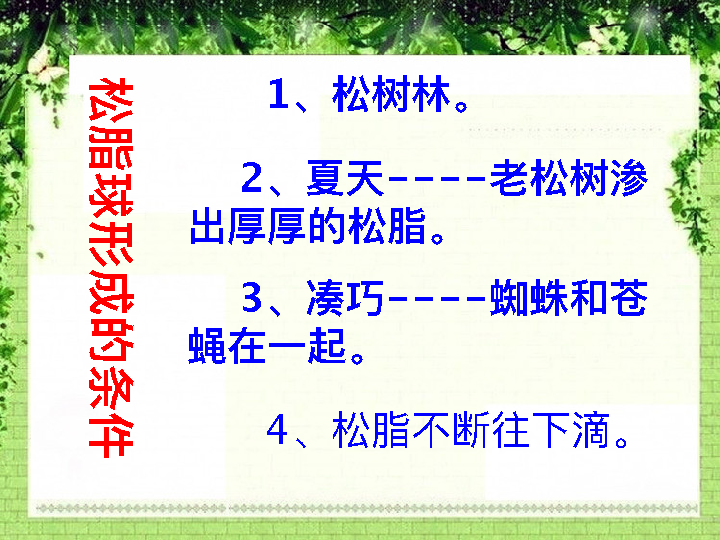 松脂球形成的条件
1、松树林。
2、夏天----老松树渗
出厚厚的松脂。
3、凑巧----蜘蛛和苍
蝇在一起。
4、松脂不断往下滴。